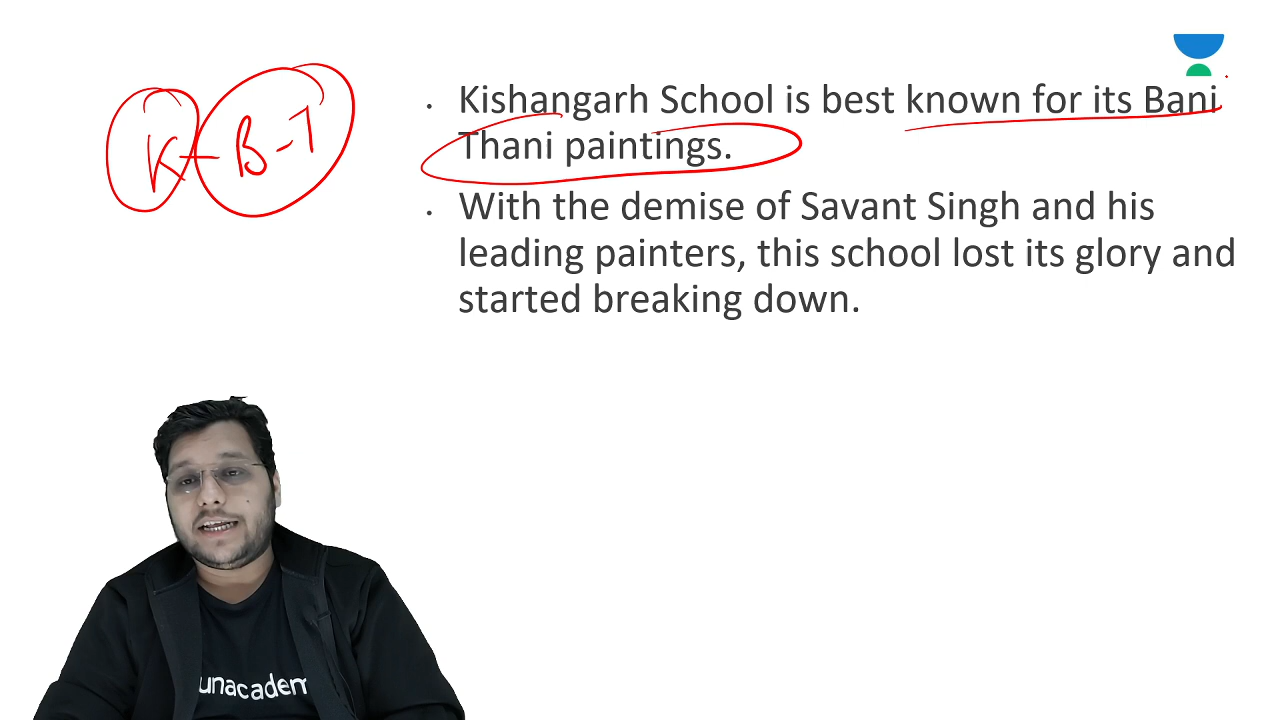 K - B-T
• Kishangarh School is best known for its Bani
Thani paintings.
• With the demise of Savant Singh and his
leading painters, this school lost its glory and
started breaking down.
unacadem